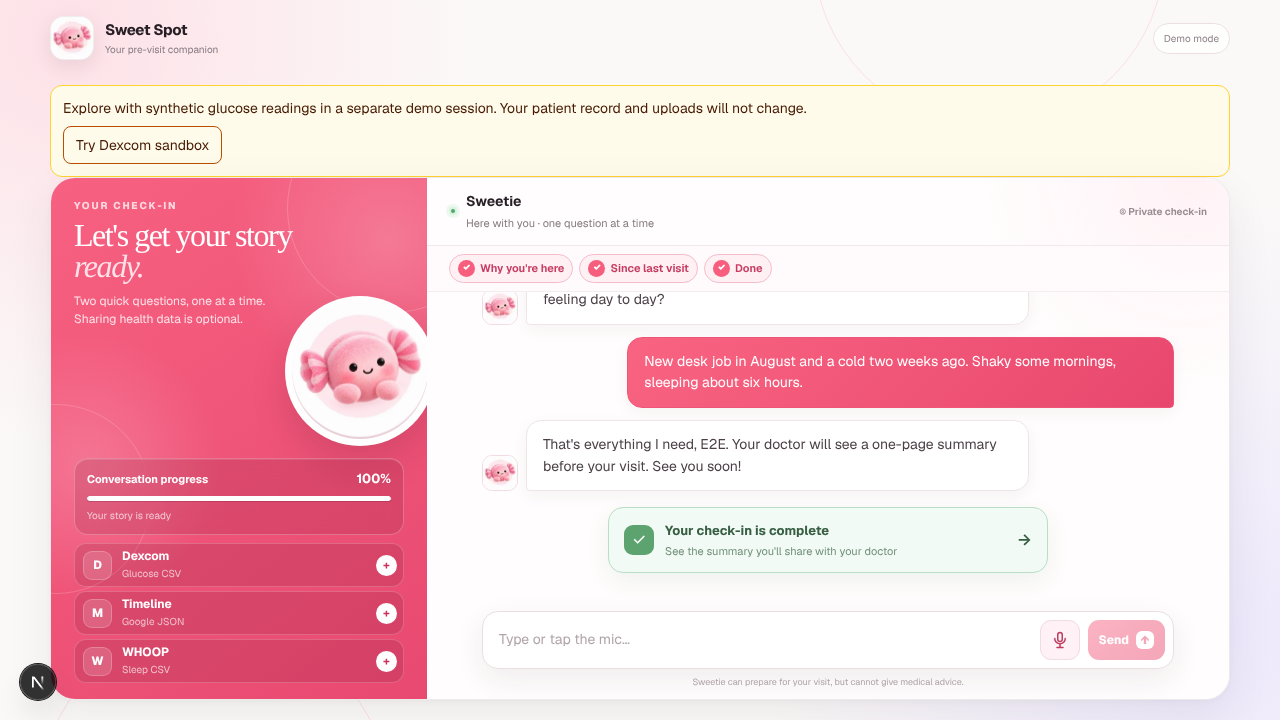 Sweet Spot
Your pre-visit companion
Demo mode
Explore with synthetic glucose readings in a separate demo session. Your patient record and uploads will not change.
Try Dexcom sandbox
YOUR CHECK-IN
Let's get your story
ready.
Two quick questions, one at a time.
Sharing health data is optional.
Conversation progress
100%
Your story is ready
D
Dexcom
Glucose CSV
+
M
Timeline
Google JSON
+
W
WHOOP
Sleep CSV
+
N
Sweetie
Here with you · one question at a time
Private check-in
Why you're here
Since last visit
Done
feeling day to day?
New desk job in August and a cold two weeks ago. Shaky some mornings,
sleeping about six hours.
That's everything I need, E2E. Your doctor will see a one-page summary
before your visit. See you soon!
Your check-in is complete
See the summary you'll share with your doctor
Type or tap the mic...
Send
Sweetie can prepare for your visit, but cannot give medical advice.